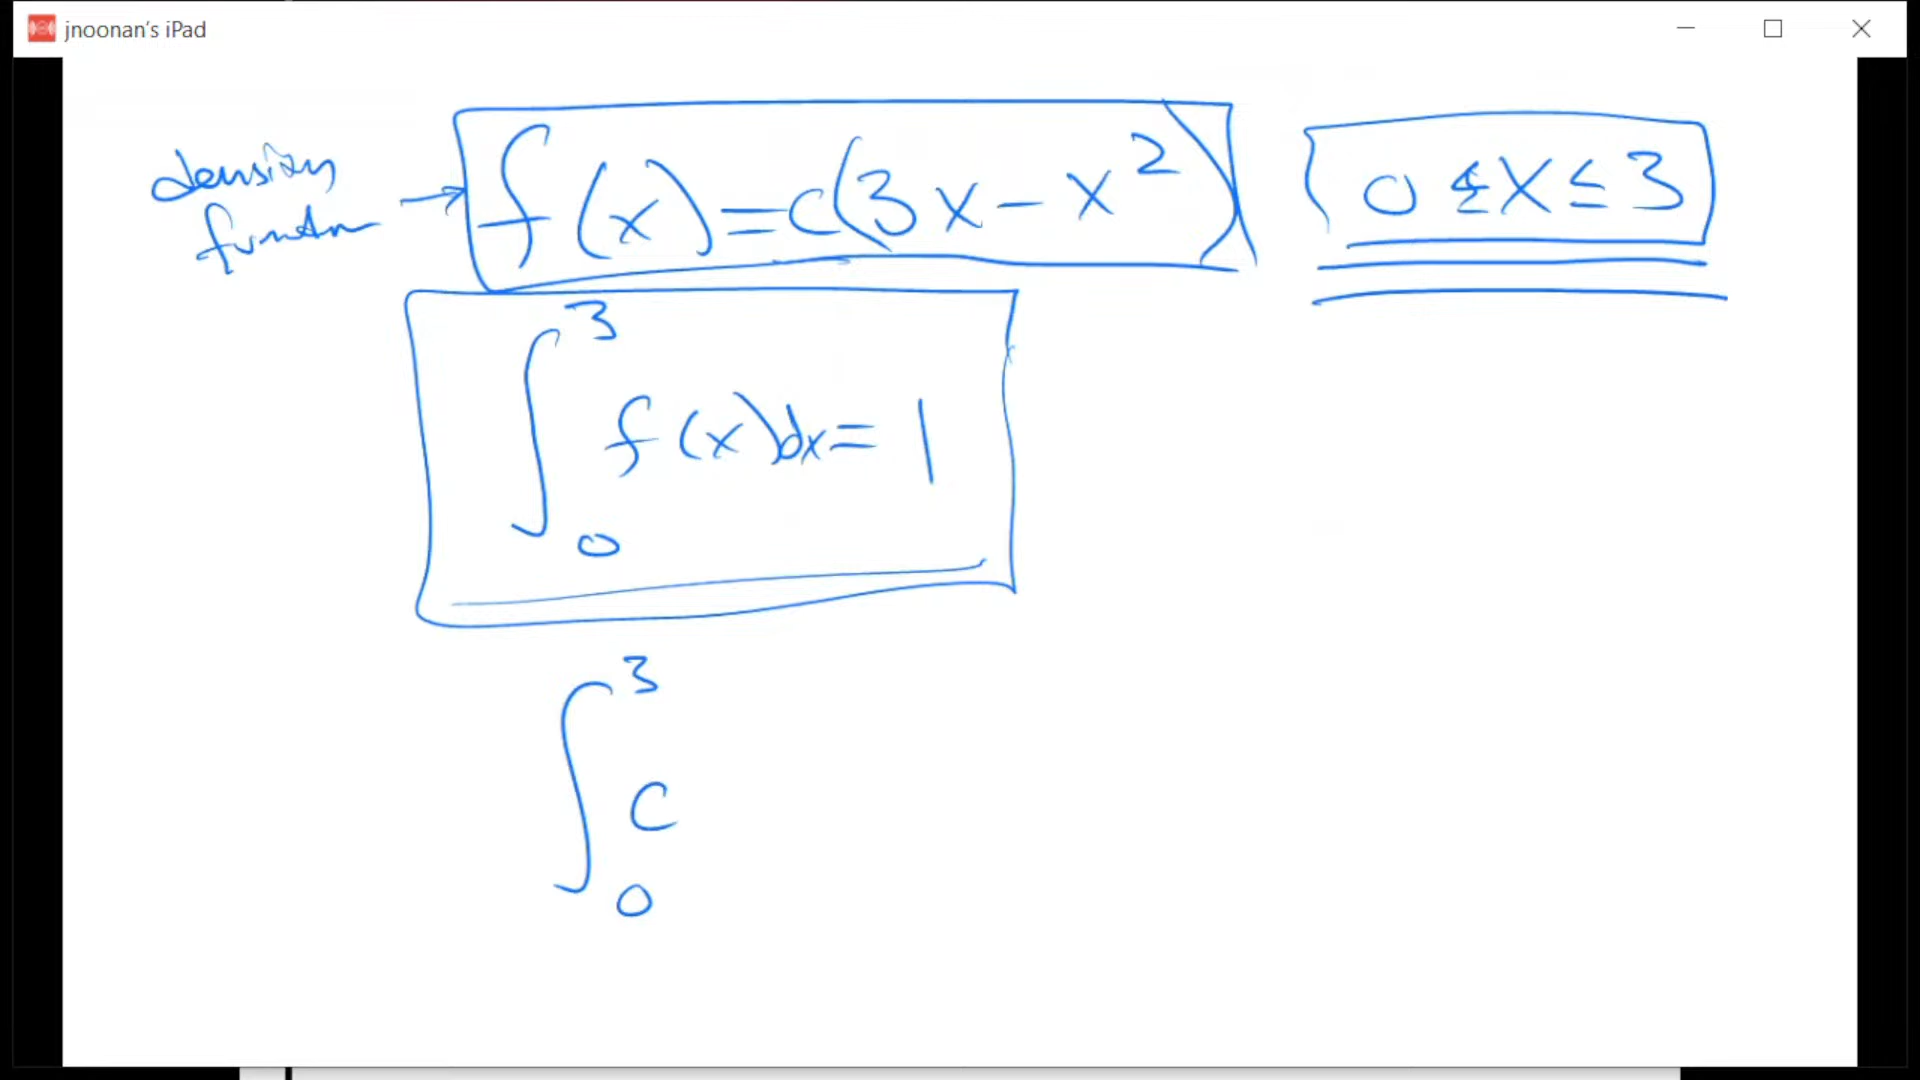 jnoonan's iPad
density
function
f(x)=c(3x-x²) 0≤x≤3
∫₀³ f(x)dx=1
∫₀³ c